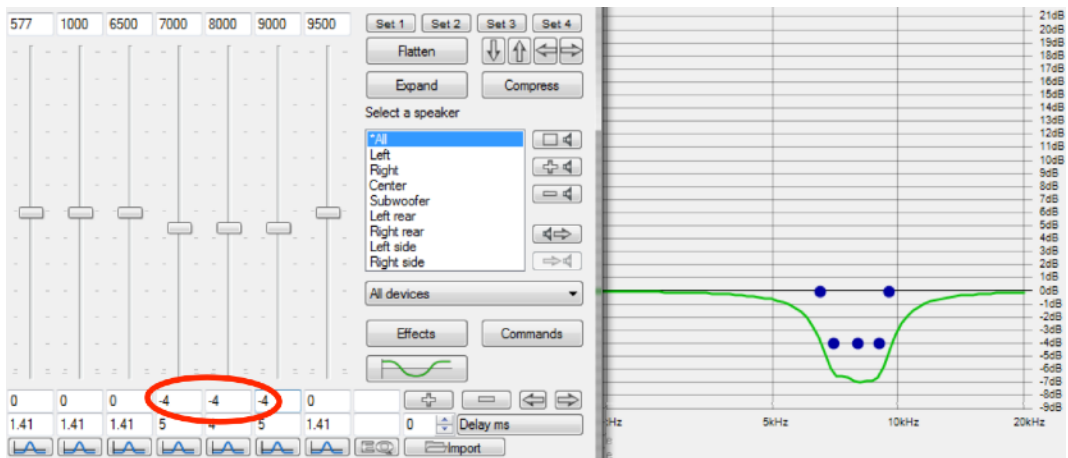 577 1000 6500 7000 8000 9000 9500
Set 1 Set 2 Set 3 Set 4
Flatten
Expand Compress
Select a speaker
*All
Left
Right
Center
Subwoofer
Left rear
Right rear
Left side
Right side
All devices
Effects Commands
0 0 0 -4 -4 -4 0
1.41 1.41 1.41 5 4 5 1.41 0 Delay ms
EQ Import
21dB
20dB
19dB
18dB
17dB
16dB
15dB
14dB
13dB
12dB
11dB
10dB
9dB
8dB
7dB
6dB
5dB
4dB
3dB
2dB
1dB
0dB
-1dB
-2dB
-3dB
-4dB
-5dB
-6dB
-7dB
-8dB
-9dB
5kHz 10kHz 20kHz